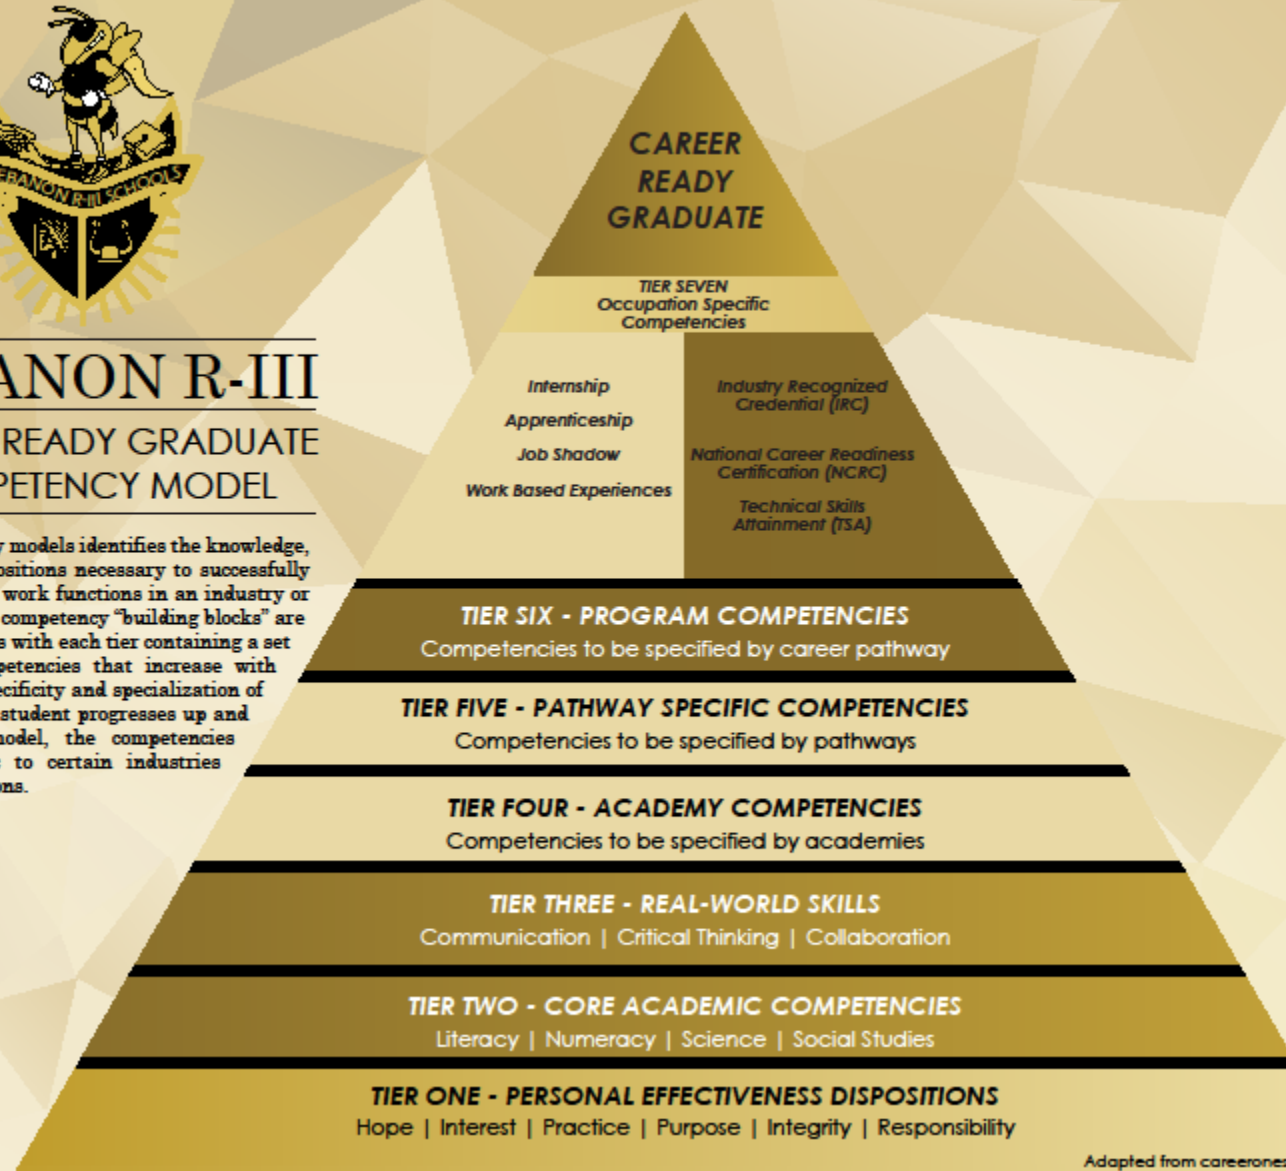 EBANON R-III SCHOOLS
ANON R-III
READY GRADUATE
PETENCY MODEL
y models identifies the knowledge,
ositions necessary to successfully
work functions in an industry or
competency “building blocks” are
s with each tier containing a set
petencies that increase with
ecificity and specialization of
student progresses up and
nodel, the competencies
to certain industries
ons.
CAREER
READY
GRADUATE
TIER SEVEN
Occupation Specific
Competencies
Internship
Apprenticeship
Job Shadow
Work Based Experiences
Industry Recognized
Credential (IRC)
National Career Readiness
Certification (NCRC)
Technical Skills
Attainment (TSA)
TIER SIX - PROGRAM COMPETENCIES
Competencies to be specified by career pathway
TIER FIVE - PATHWAY SPECIFIC COMPETENCIES
Competencies to be specified by pathways
TIER FOUR - ACADEMY COMPETENCIES
Competencies to be specified by academies
TIER THREE - REAL-WORLD SKILLS
Communication | Critical Thinking | Collaboration
TIER TWO - CORE ACADEMIC COMPETENCIES
Literacy | Numeracy | Science | Social Studies
TIER ONE - PERSONAL EFFECTIVENESS DISPOSITIONS
Hope | Interest | Practice | Purpose | Integrity | Responsibility
Adapted from careerone